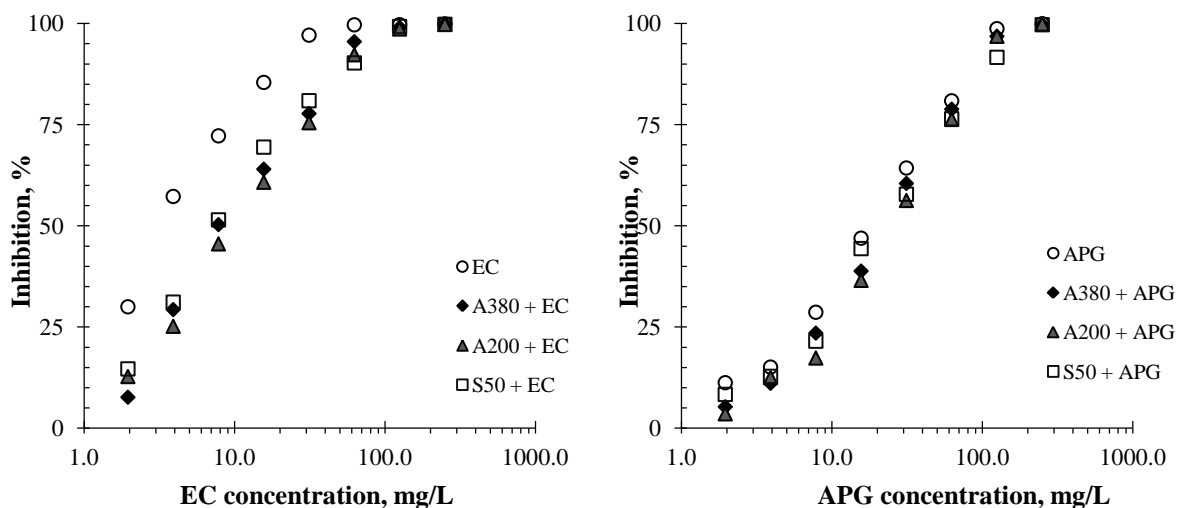 100
75
50
25
0
Inhibition, %
1.0
10.0
100.0
1000.0
EC concentration, mg/L
EC
A380 + EC
A200 + EC
S50 + EC
100
75
50
25
0
Inhibition, %
1.0
10.0
100.0
1000.0
APG concentration, mg/L
APG
A380 + APG
A200 + APG
S50 + APG